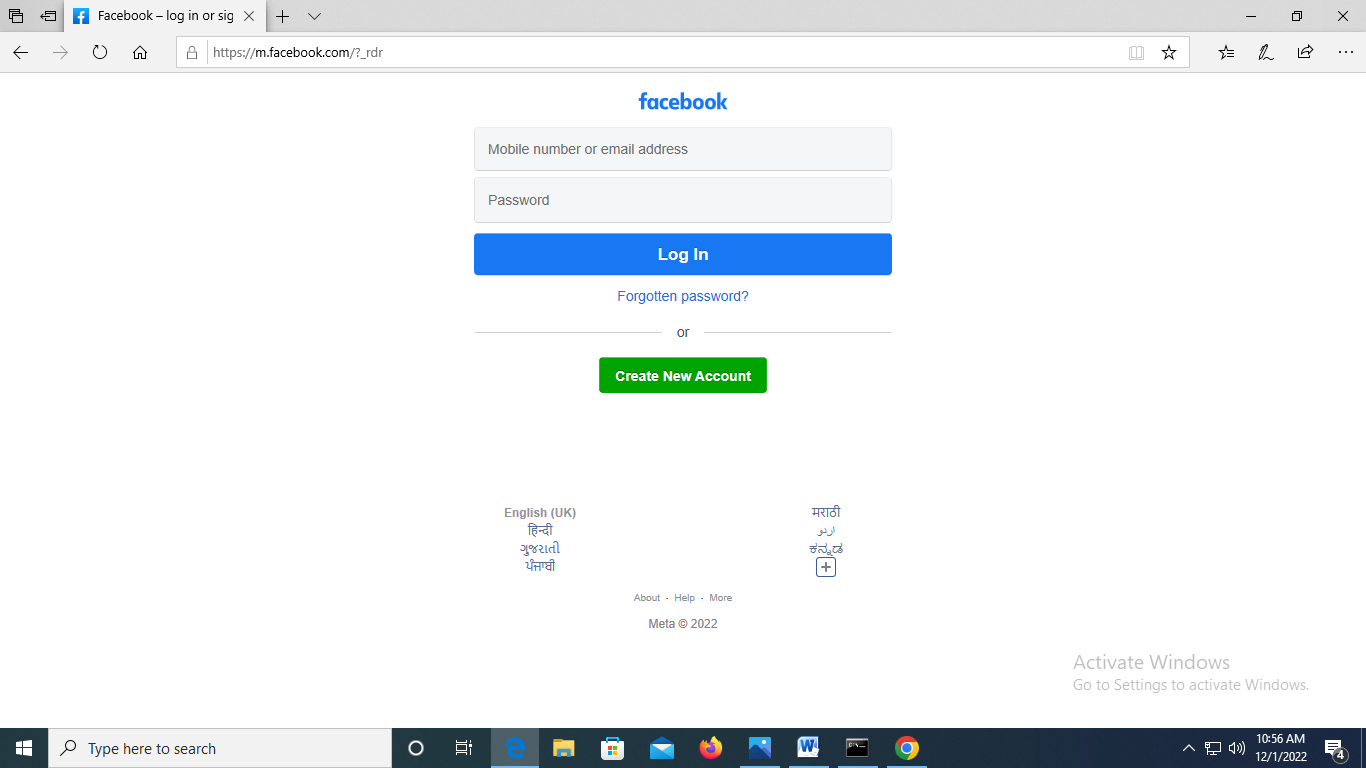 Facebook – log in or sig
https://m.facebook.com/?_rdr
facebook
Mobile number or email address
Password
Log In
Forgotten password?
or
Create New Account
English (UK)
मराठी
हिन्दी
اردو
ગુજરાતી
ಕನ್ನಡ
ਪੰਜਾਬੀ
About · Help · More
Meta © 2022
Activate Windows
Go to Settings to activate Windows.
Type here to search
10:56 AM
12/1/2022
4